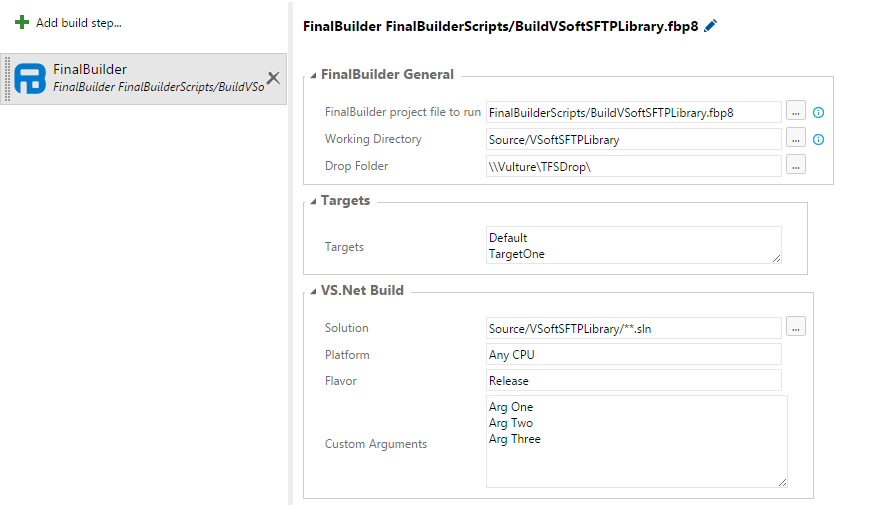 Add build step...
FinalBuilder
FinalBuilder FinalBuilderScripts/BuildVSo
FinalBuilder FinalBuilderScripts/BuildVSoftSFTPLibrary.fbp8
FinalBuilder General
FinalBuilder project file to run FinalBuilderScripts/BuildVSoftSFTPLibrary.fbp8 ...
Working Directory Source/VSoftSFTPLibrary ...
Drop Folder \\Vulture\TFSDrop\ ...
Targets
Targets
Default
TargetOne
VS.Net Build
Solution Source/VSoftSFTPLibrary/**.sln ...
Platform Any CPU
Flavor Release
Custom Arguments
Arg One
Arg Two
Arg Three